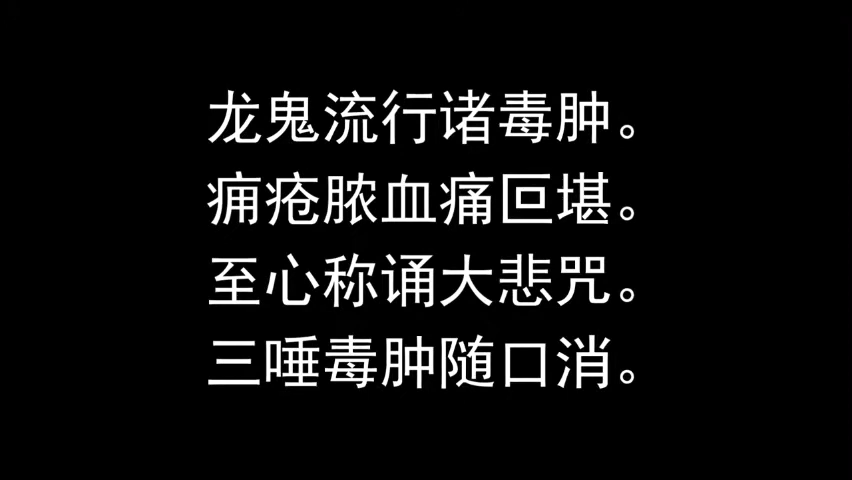 龙鬼流行诸毒肿。
痈疮脓血痛叵堪。
至心称诵大悲咒。
三唾毒肿随口消。